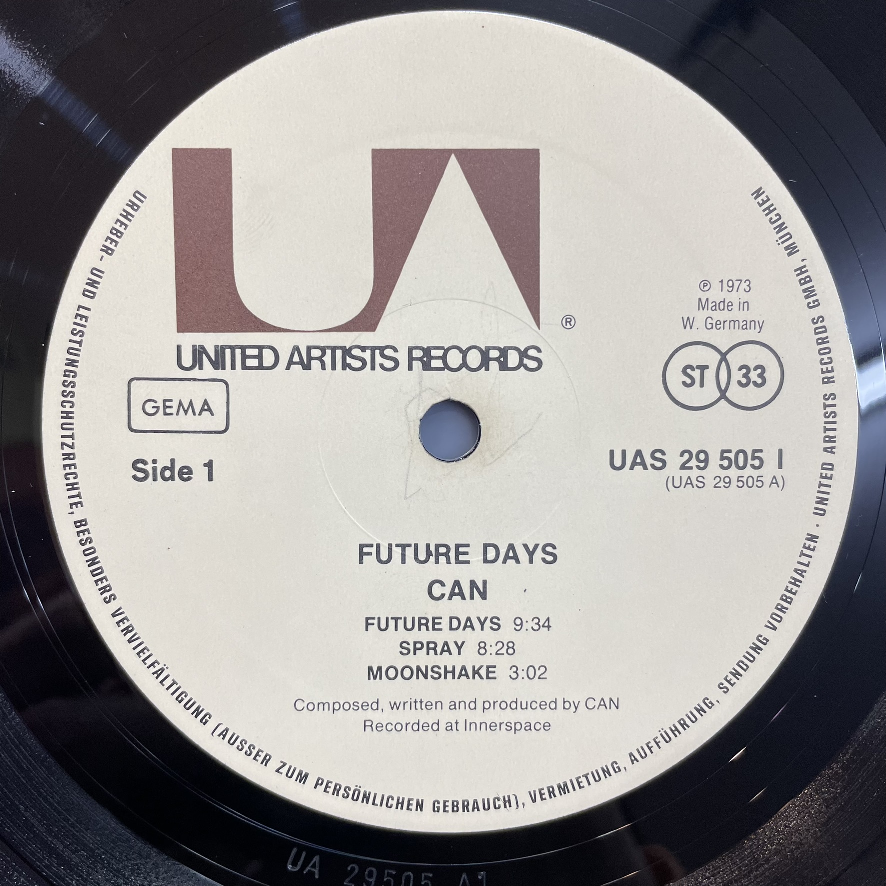 UA
®
UNITED ARTISTS RECORDS
GEMA
Side 1
℗ 1973
Made in
W. Germany
ST 33
UAS 29 505 I
(UAS 29 505 A)
FUTURE DAYS
CAN
FUTURE DAYS 9:34
SPRAY 8:28
MOONSHAKE 3:02
Composed, written and produced by CAN
Recorded at Innerspace
URHEBER- UND LEISTUNGSSCHUTZRECHTE, BESONDERS VERVIELFÄLTIGUNG (AUSSER ZUM PERSÖNLICHEN GEBRAUCH), VERMIETUNG, AUFFÜHRUNG, SENDUNG VORBEHALTEN · UNITED ARTISTS RECORDS GMBH, MÜNCHEN
UA 29505 A1